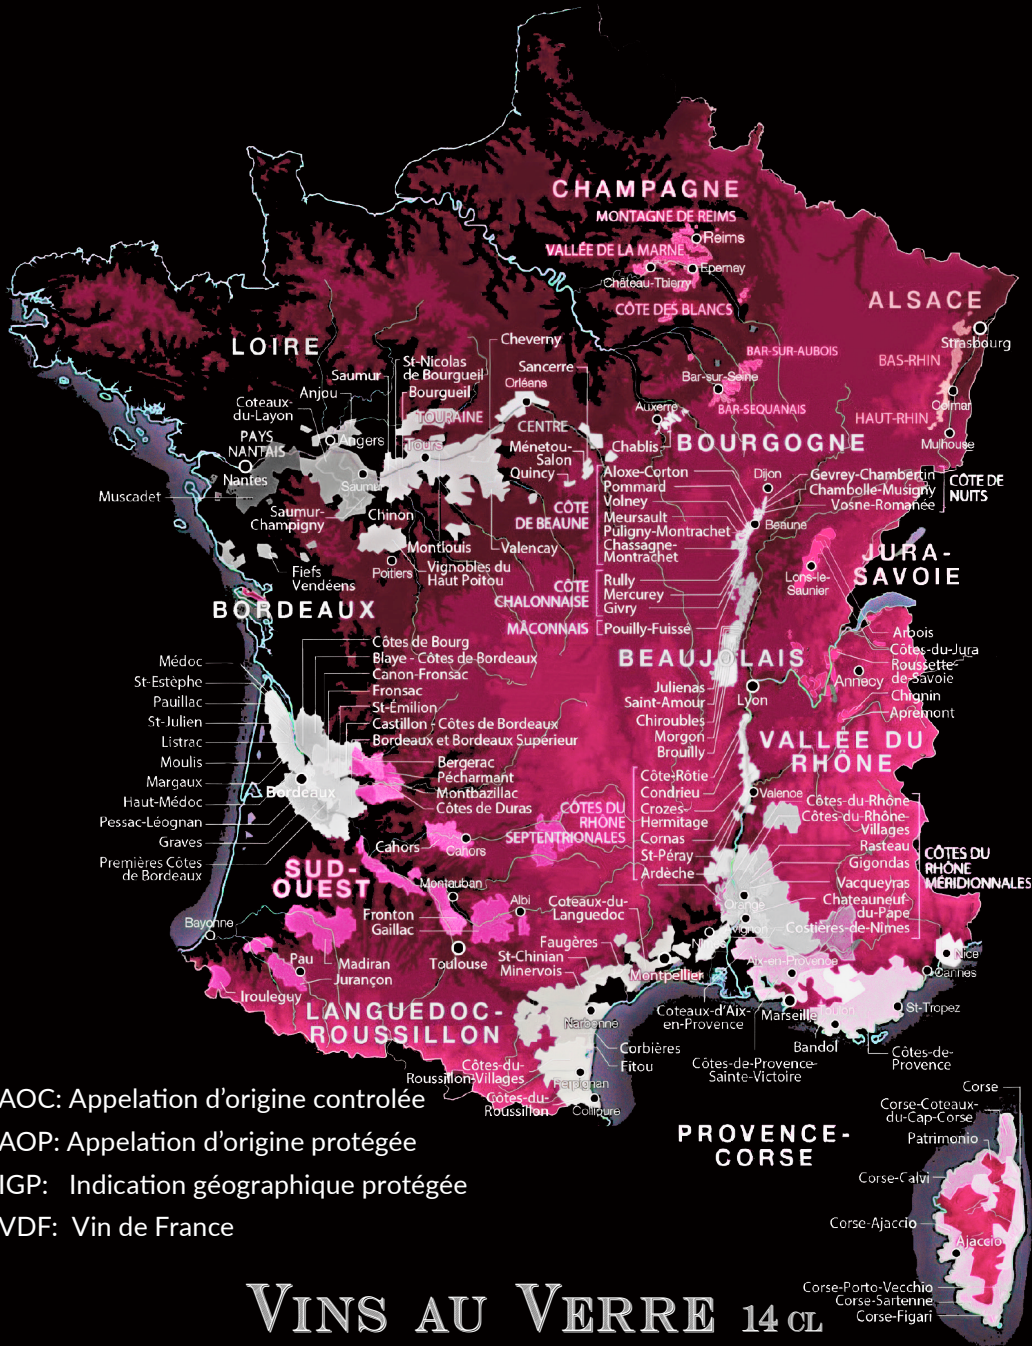 CHAMPAGNE
MONTAGNE DE REIMS
Reims
VALLÉE DE LA MARNE
Epernay
Château-Thierry
CÔTE DES BLANCS
ALSACE
Strasbourg
BAS-RHIN
Colmar
HAUT-RHIN
Mulhouse
BAR-SUR-AUBOIS
Bar-sur-Seine
BAR-SEQUANAIS
LOIRE
Cheverny
St-Nicolas
de Bourgueil
Sancerre
Saumur
Orléans
Anjou
Bourgueil
Coteaux-
du-Layon
TOURAINE
CENTRE
Auxerre
PAYS
NANTAIS
Angers
Tours
Ménetou-
Salon
Chablis
Nantes
Saumur
Quincy
Muscadet
Saumur-
Champigny
Chinon
Montlouis
Valencay
Fiefs
Vendéens
Poitiers
Vignobles du
Haut Poitou
BOURGOGNE
Aloxe-Corton
Pommard
Volney
Meursault
Puligny-Montrachet
Chassagne-
Montrachet
CÔTE
DE BEAUNE
Dijon
Gevrey-Chambertin
Chambolle-Musigny
Vosne-Romanée
CÔTE DE
NUITS
Beaune
Rully
Mercurey
Givry
CÔTE
CHALONNAISE
MÂCONNAIS
Pouilly-Fuissé
JURA-
SAVOIE
Lons-le-
Saunier
Arbois
Côtes-du-Jura
Roussette-
de-Savoie
Annecy
Chignin
Apremont
BEAUJOLAIS
Julienas
Saint-Amour
Chiroubles
Morgon
Brouilly
Lyon
BORDEAUX
Côtes de Bourg
Blaye - Côtes de Bordeaux
Canon-Fronsac
Fronsac
St-Émilion
Castillon - Côtes de Bordeaux
Bordeaux et Bordeaux Supérieur
Médoc
St-Estèphe
Pauillac
St-Julien
Listrac
Moulis
Margaux
Haut-Médoc
Pessac-Léognan
Graves
Premières Côtes
de Bordeaux
Bordeaux
Bergerac
Pécharmant
Montbazillac
Côtes de Duras
VALLÉE DU
RHÔNE
CÔTES DU
RHÔNE
SEPTENTRIONALES
Côte-Rôtie
Condrieu
Crozes-
Hermitage
Cornas
St-Péray
Ardèche
Valence
Côtes-du-Rhône
Côtes-du-Rhône-
Villages
Rasteau
Gigondas
Vacqueyras
Chateauneuf
du-Pape
Costières-de-Nîmes
CÔTES DU
RHÔNE
MÉRIDIONNALES
Orange
Avignon
Nîmes
SUD-
OUEST
Cahors
Cahors
Montauban
Albi
Fronton
Gaillac
Toulouse
Bayonne
Pau
Madiran
Jurançon
Irouleguy
LANGUEDOC-
ROUSSILLON
Coteaux-du-
Languedoc
Faugères
St-Chinian
Minervois
Montpellier
Narbonne
Corbières
Fitou
Côtes-du-
Roussillon-Villages
Perpignan
Côtes-du-
Roussillon
Collioure
Aix-en-Provence
Coteaux-d'Aix-
en-Provence
Marseille
Toulon
Bandol
Côtes-de-Provence
Sainte-Victoire
Côtes-de-
Provence
Nice
Cannes
St-Tropez
PROVENCE-
CORSE
Corse
Corse-Coteaux-
du-Cap-Corse
Patrimonio
Corse-Calvi
Corse-Ajaccio
Ajaccio
Corse-Porto-Vecchio
Corse-Sartenne
Corse-Figari
AOC: Appelation d'origine controlée
AOP: Appelation d'origine protégée
IGP: Indication géographique protégée
VDF: Vin de France
VINS AU VERRE 14 CL